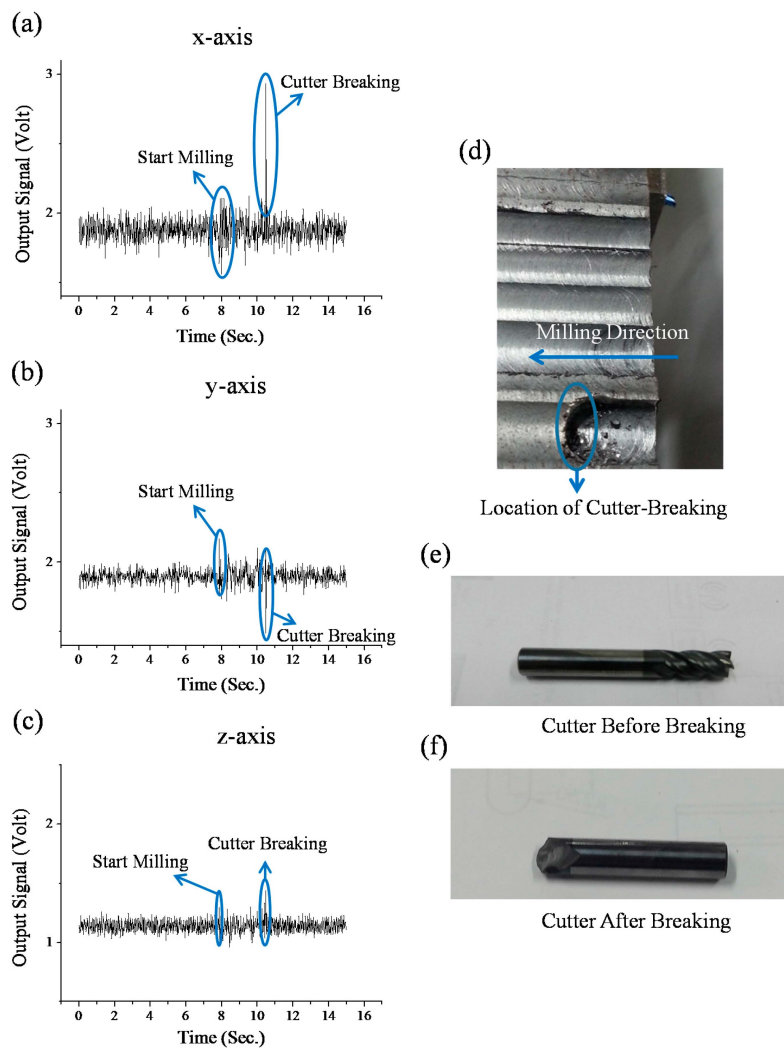 (a)
x-axis
3
Cutter Breaking
Start Milling
2
Output Signal (Volt)
0 2 4 6 8 10 12 14 16
Time (Sec.)
(b)
y-axis
3
Start Milling
2
Cutter Breaking
Output Signal (Volt)
0 2 4 6 8 10 12 14 16
Time (Sec.)
(c)
z-axis
2
Cutter Breaking
Start Milling
1
Output Signal (Volt)
0 2 4 6 8 10 12 14 16
Time (Sec.)
(d)
Milling Direction
Location of Cutter-Breaking
(e)
Cutter Before Breaking
(f)
Cutter After Breaking